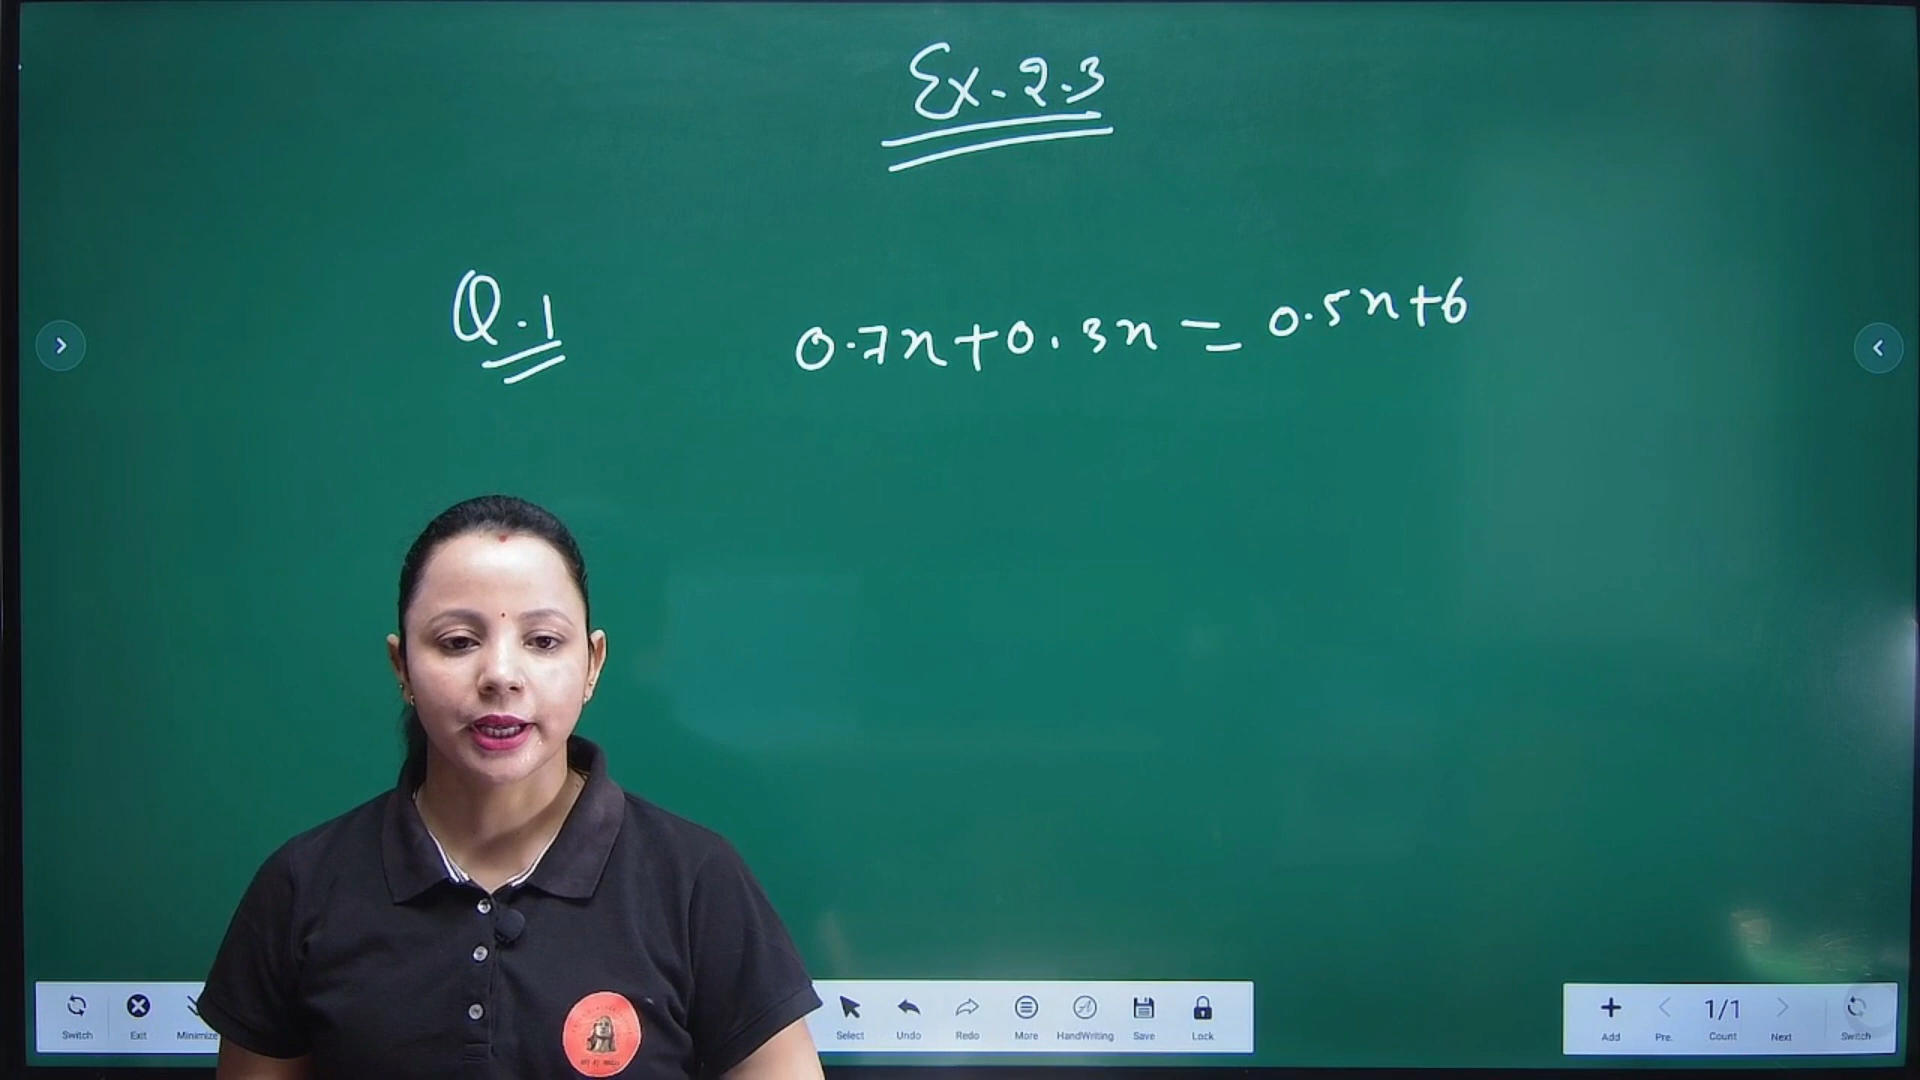 Ex. 2.3
Q.1 0.7x+0.3x = 0.5x+6
Switch Exit Minimize Select Undo Redo More HandWriting Save Lock
1/1
Add Pre. Count Next Switch